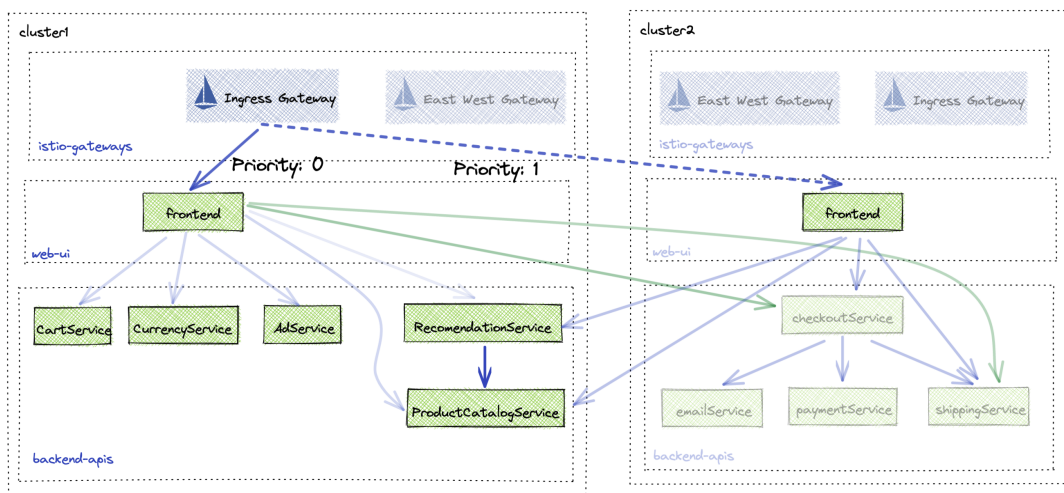 cluster1
Ingress Gateway
East West Gateway
istio-gateways
Priority: 0
Priority: 1
frontend
web-ui
CartService
CurrencyService
AdService
RecomendationService
ProductCatalogService
backend-apis
cluster2
East West Gateway
Ingress Gateway
istio-gateways
frontend
web-ui
checkoutService
emailService
paymentService
shippingService
backend-apis